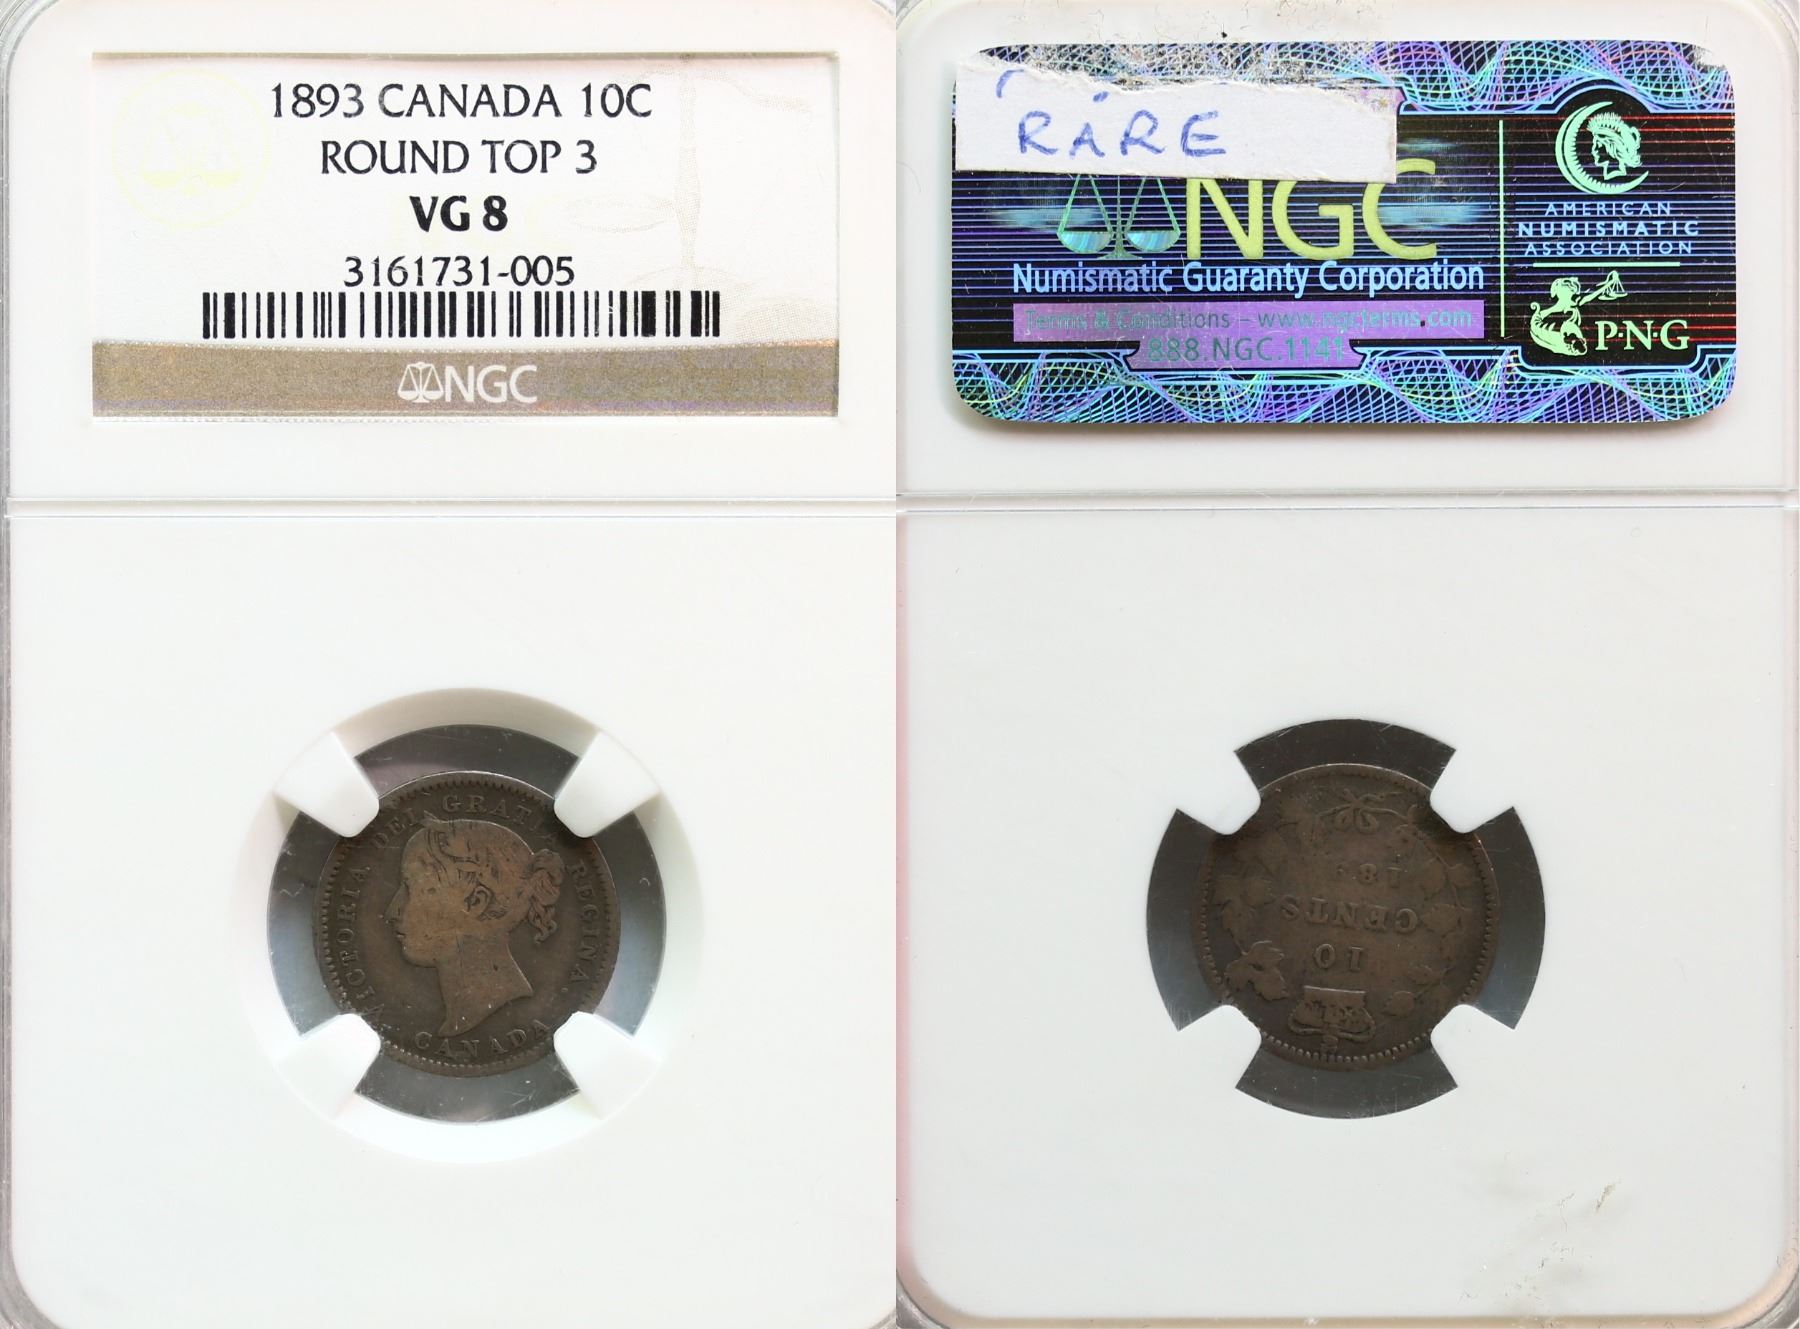 1893 CANADA 10C
ROUND TOP 3
VG 8
3161731-005
NGC
VICTORIA DEI GRATIA REGINA.
CANADA
RARE
NGC
Numismatic Guaranty Corporation
Terms & Conditions – www.ngcterms.com
888.NGC.1141
AMERICAN
NUMISMATIC
ASSOCIATION
P·N·G
10
CENTS